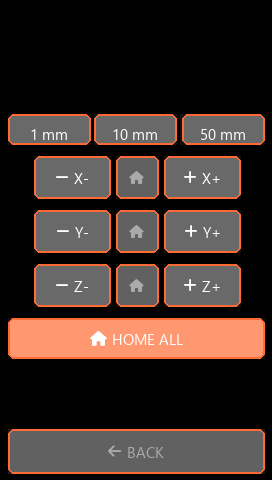 1 mm 10 mm 50 mm
X- X+
Y- Y+
Z- Z+
HOME ALL
BACK